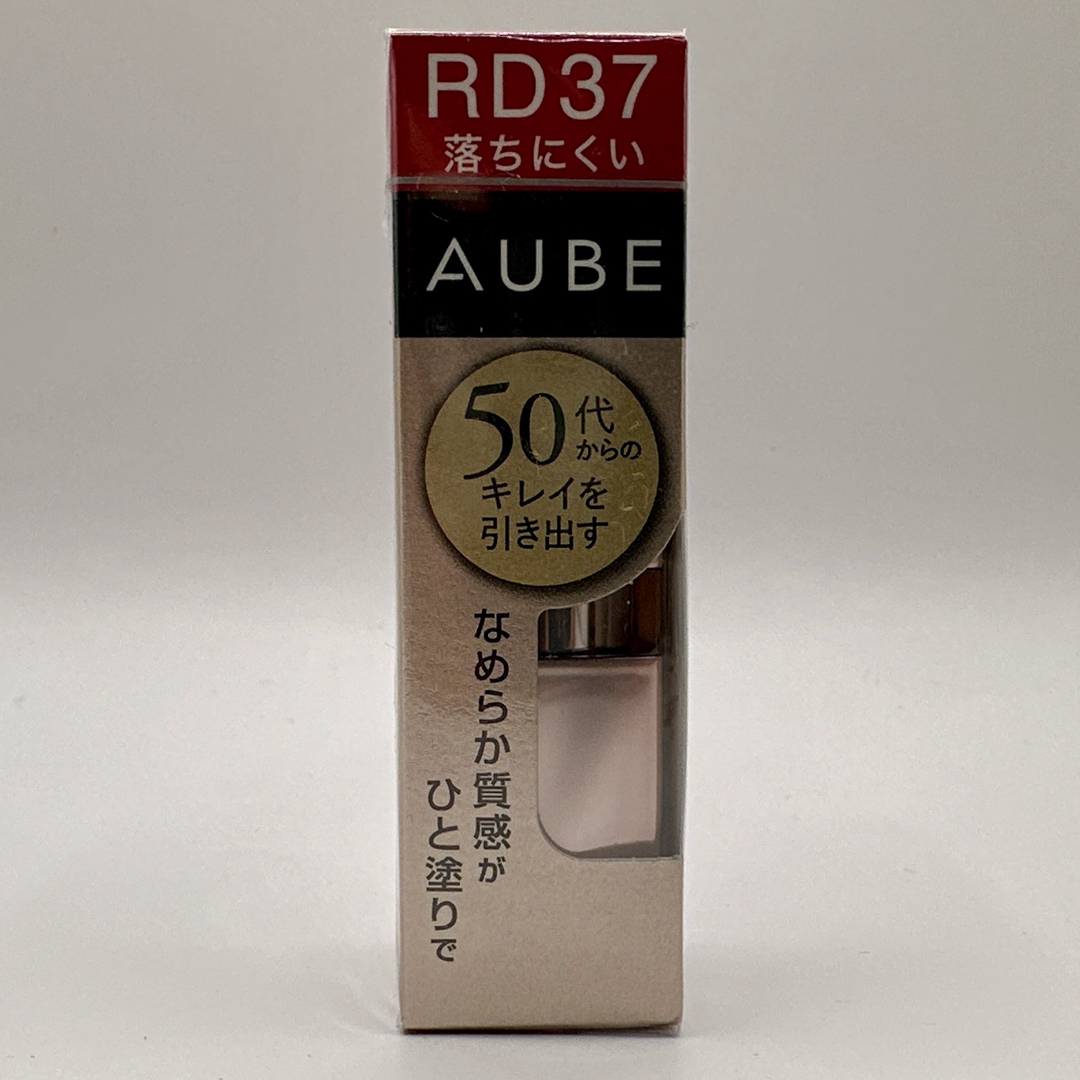 RD37
落ちにくい
AUBE
50代
からの
キレイを
引き出す
なめらか質感が
ひと塗りで